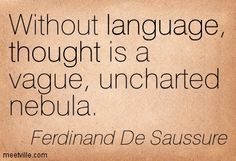 Without language,
thought is a
vague, uncharted
nebula.
Ferdinand De Saussure
meetville.com